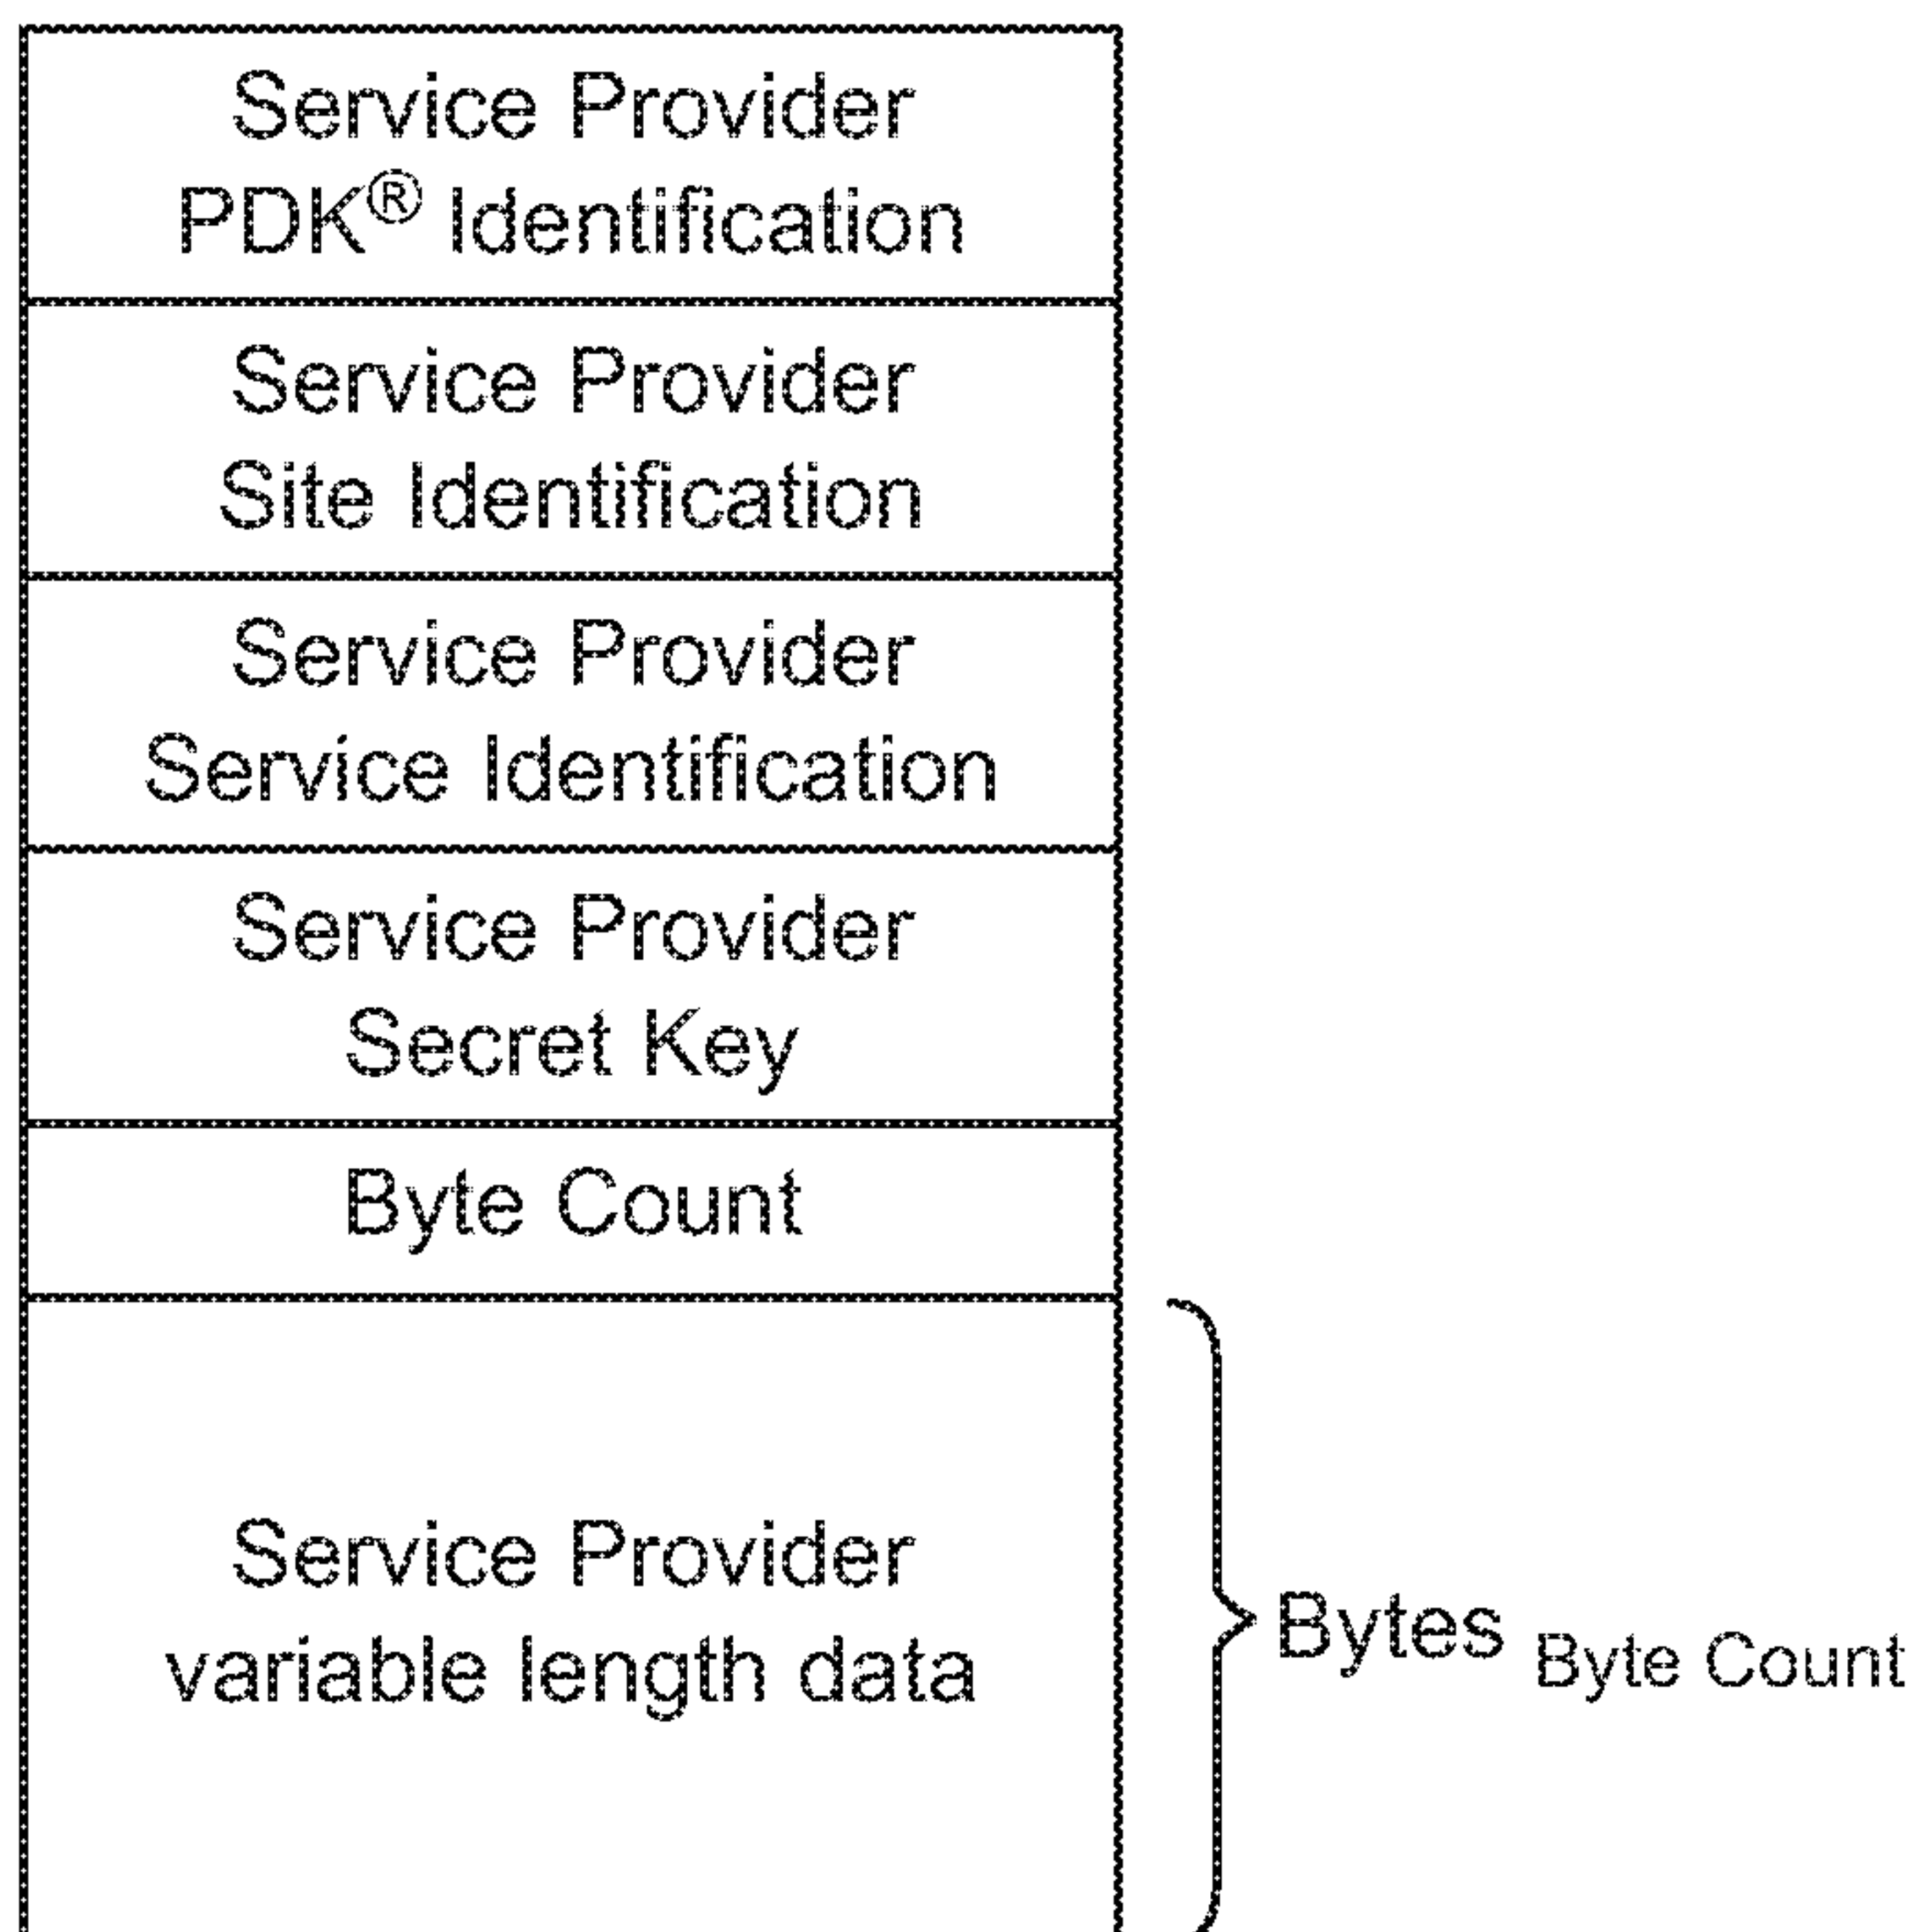 Service Provider
PDK® Identification
Service Provider
Site Identification
Service Provider
Service Identification
Service Provider
Secret Key
Byte Count
Service Provider
variable length data
Bytes Byte Count